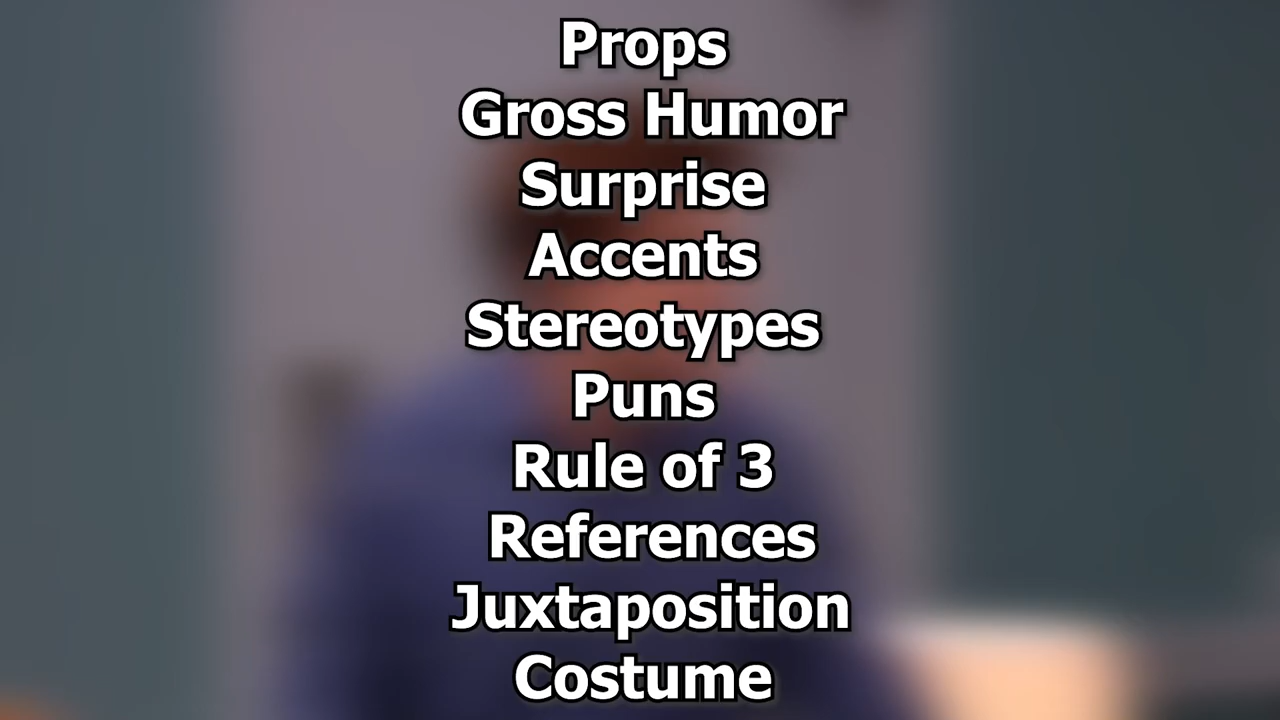 Props
Gross Humor
Surprise
Accents
Stereotypes
Puns
Rule of 3
References
Juxtaposition
Costume